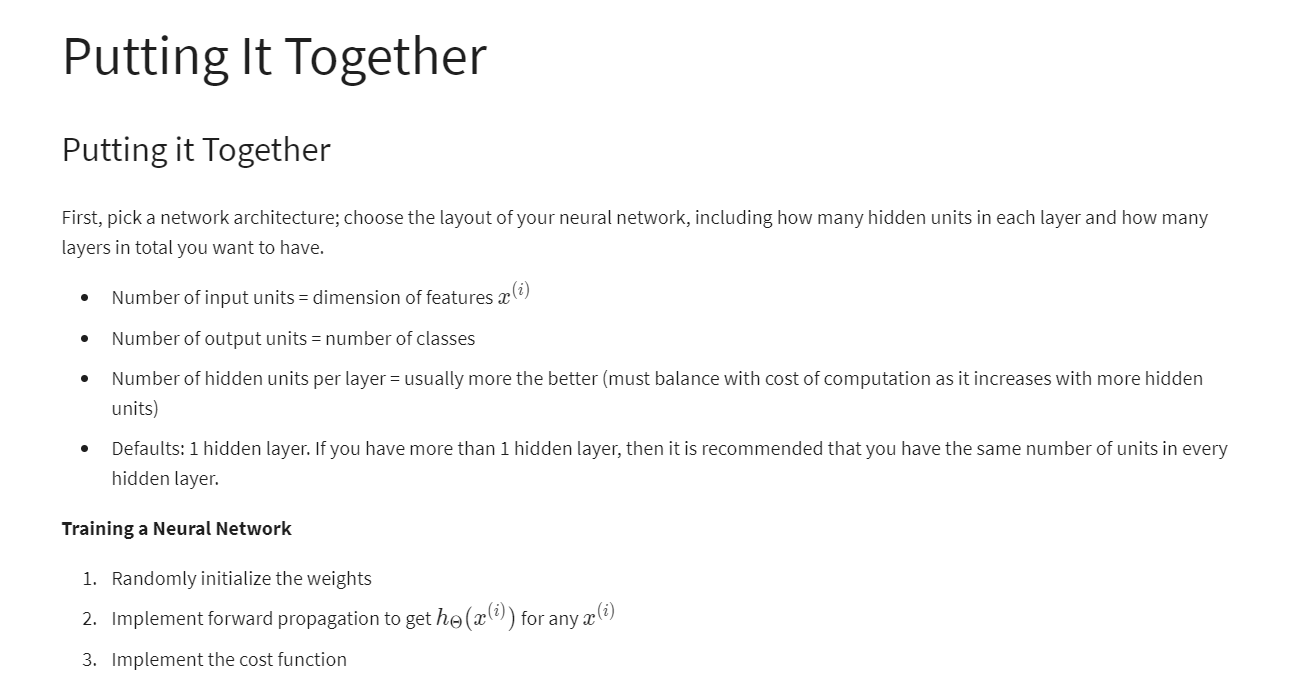 Putting It Together
Putting it Together
First, pick a network architecture; choose the layout of your neural network, including how many hidden units in each layer and how many
layers in total you want to have.
• Number of input units = dimension of features x^(i)
• Number of output units = number of classes
• Number of hidden units per layer = usually more the better (must balance with cost of computation as it increases with more hidden
units)
• Defaults: 1 hidden layer. If you have more than 1 hidden layer, then it is recommended that you have the same number of units in every
hidden layer.
Training a Neural Network
1. Randomly initialize the weights
2. Implement forward propagation to get h_Θ(x^(i)) for any x^(i)
3. Implement the cost function